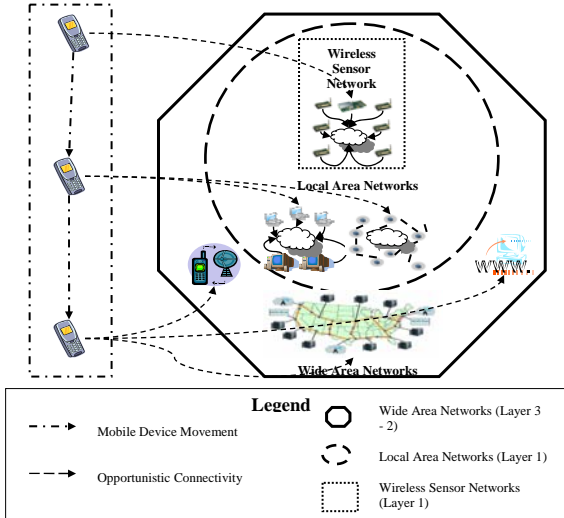 Wireless
Sensor
Network
Local Area Networks
WWW.
Wide Area Networks
Legend
Mobile Device Movement
Opportunistic Connectivity
Wide Area Networks (Layer 3
- 2)
Local Area Networks (Layer 1)
Wireless Sensor Networks
(Layer 1)